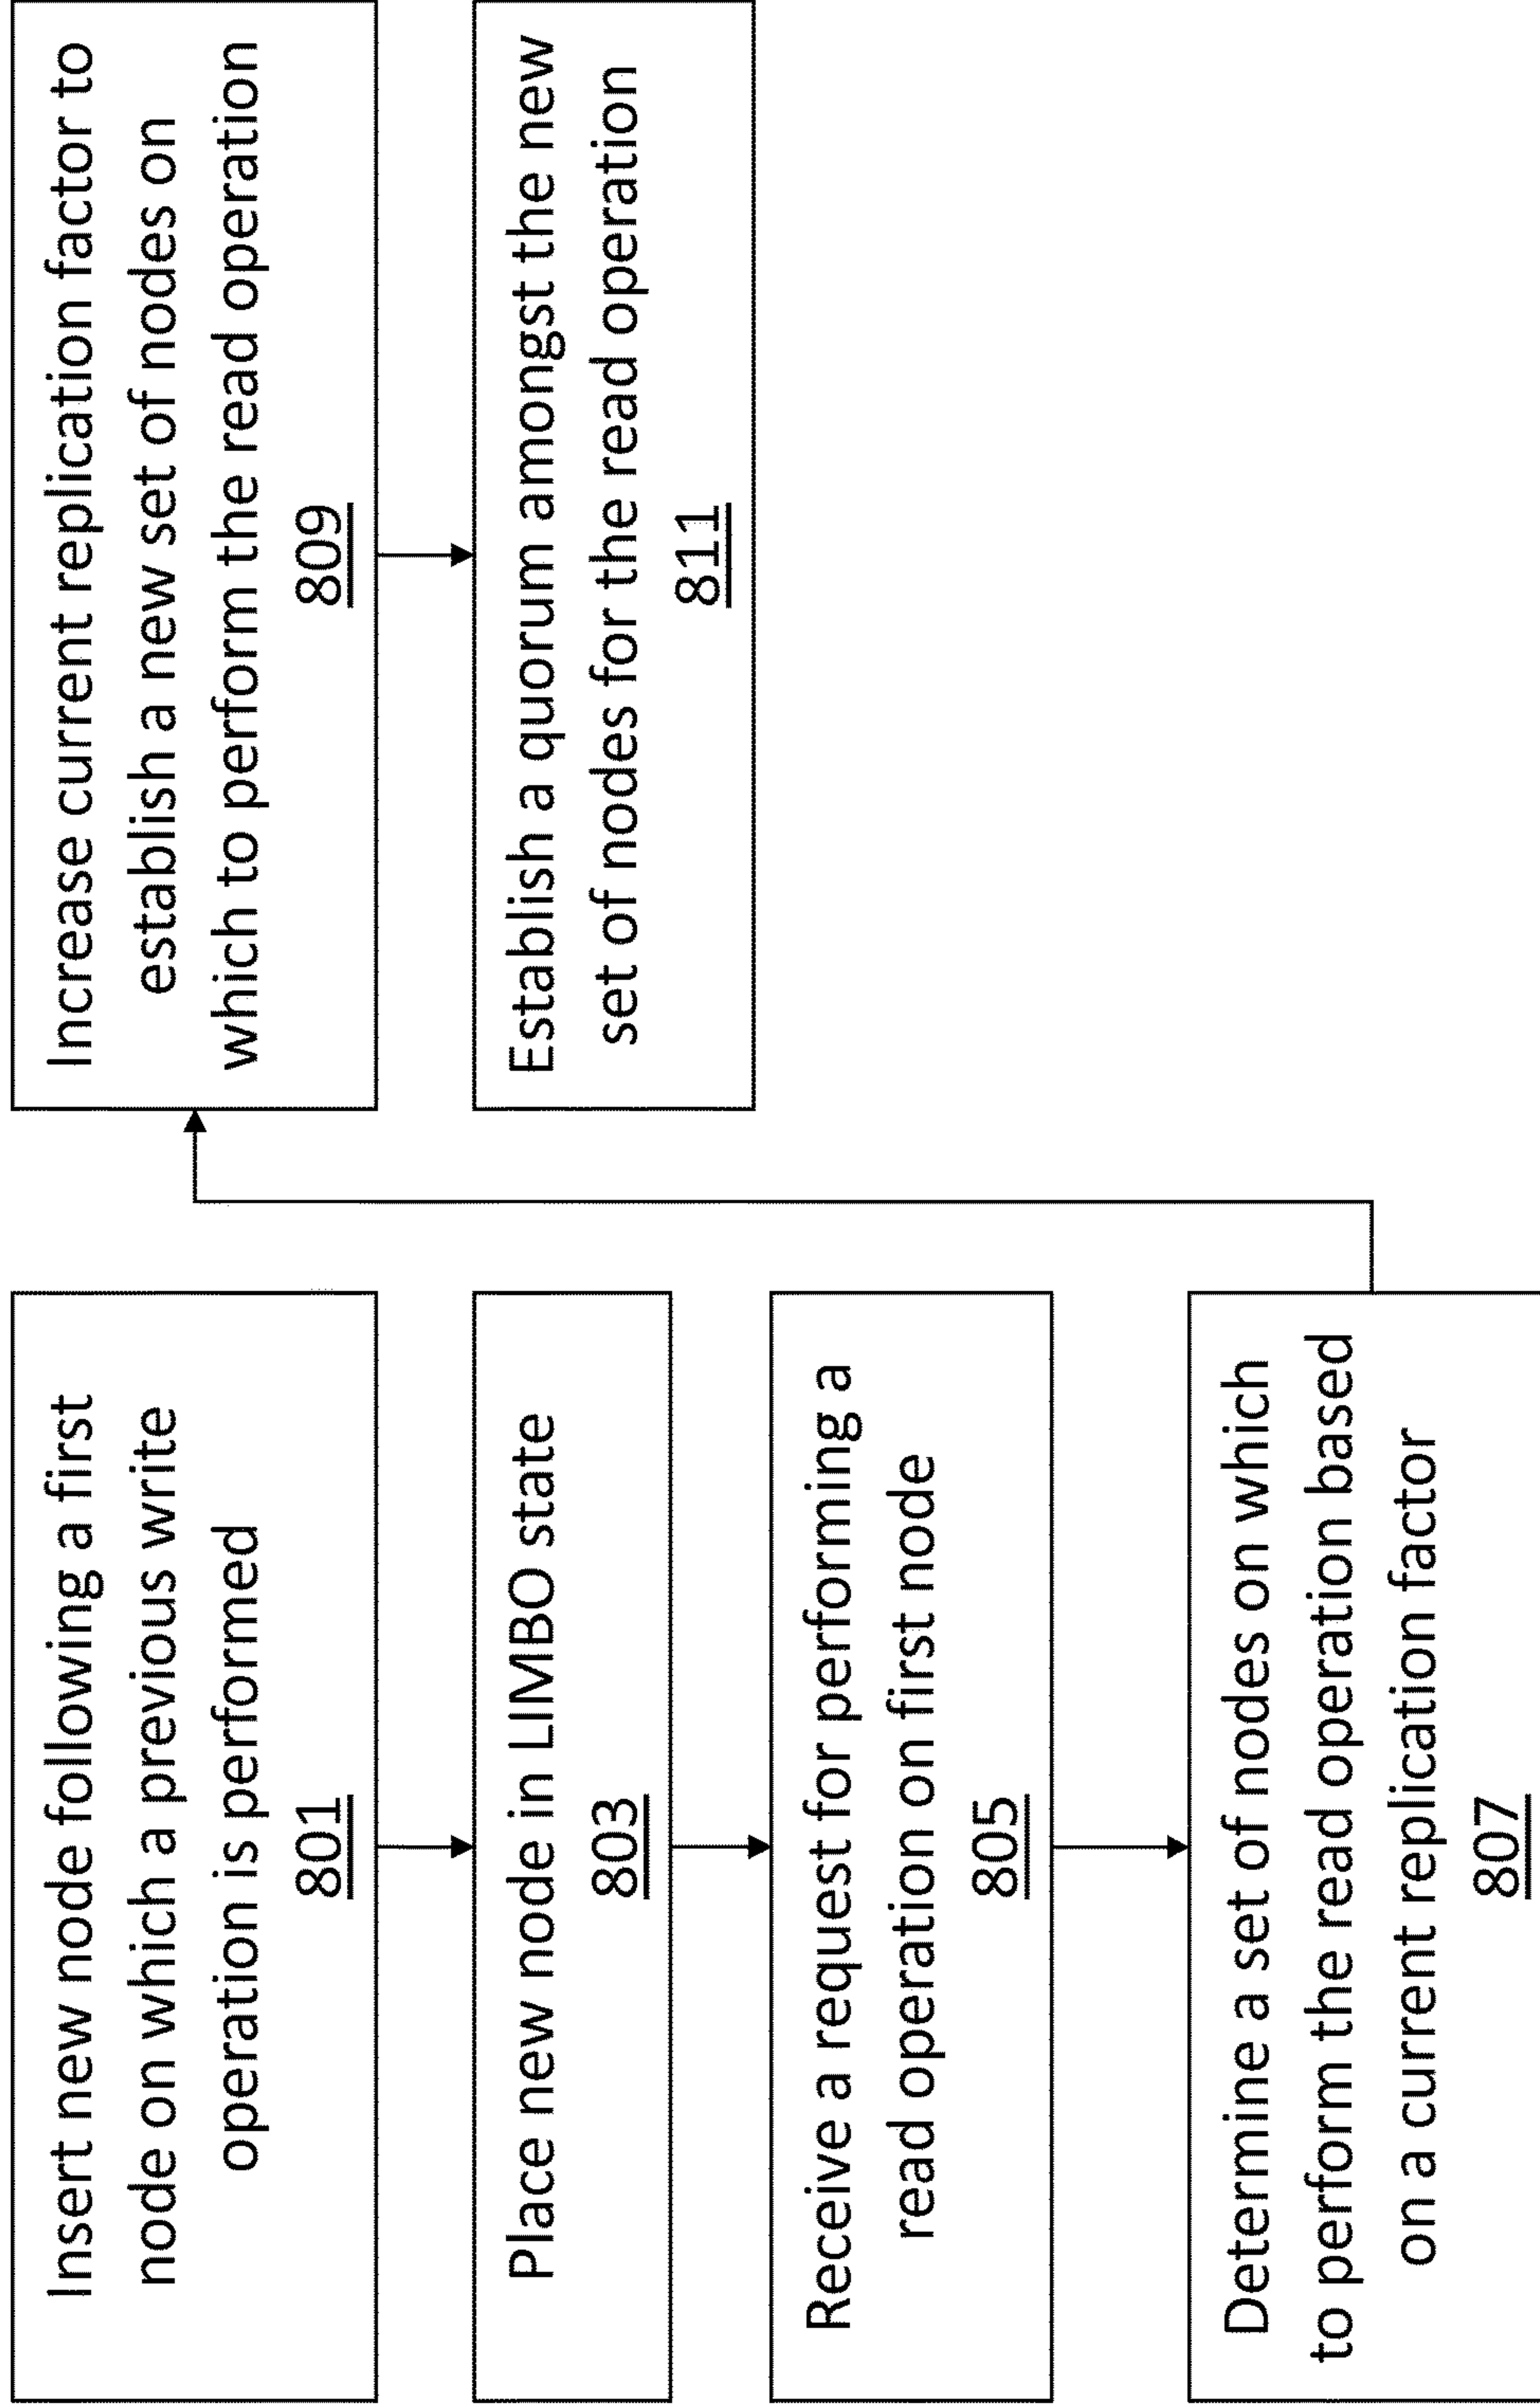 Insert new node following a first
node on which a previous write
operation is performed
801
Place new node in LIMBO state
803
Receive a request for performing a
read operation on first node
805
Determine a set of nodes on which
to perform the read operation based
on a current replication factor
807
Increase current replication factor to
establish a new set of nodes on
which to perform the read operation
809
Establish a quorum amongst the new
set of nodes for the read operation
811